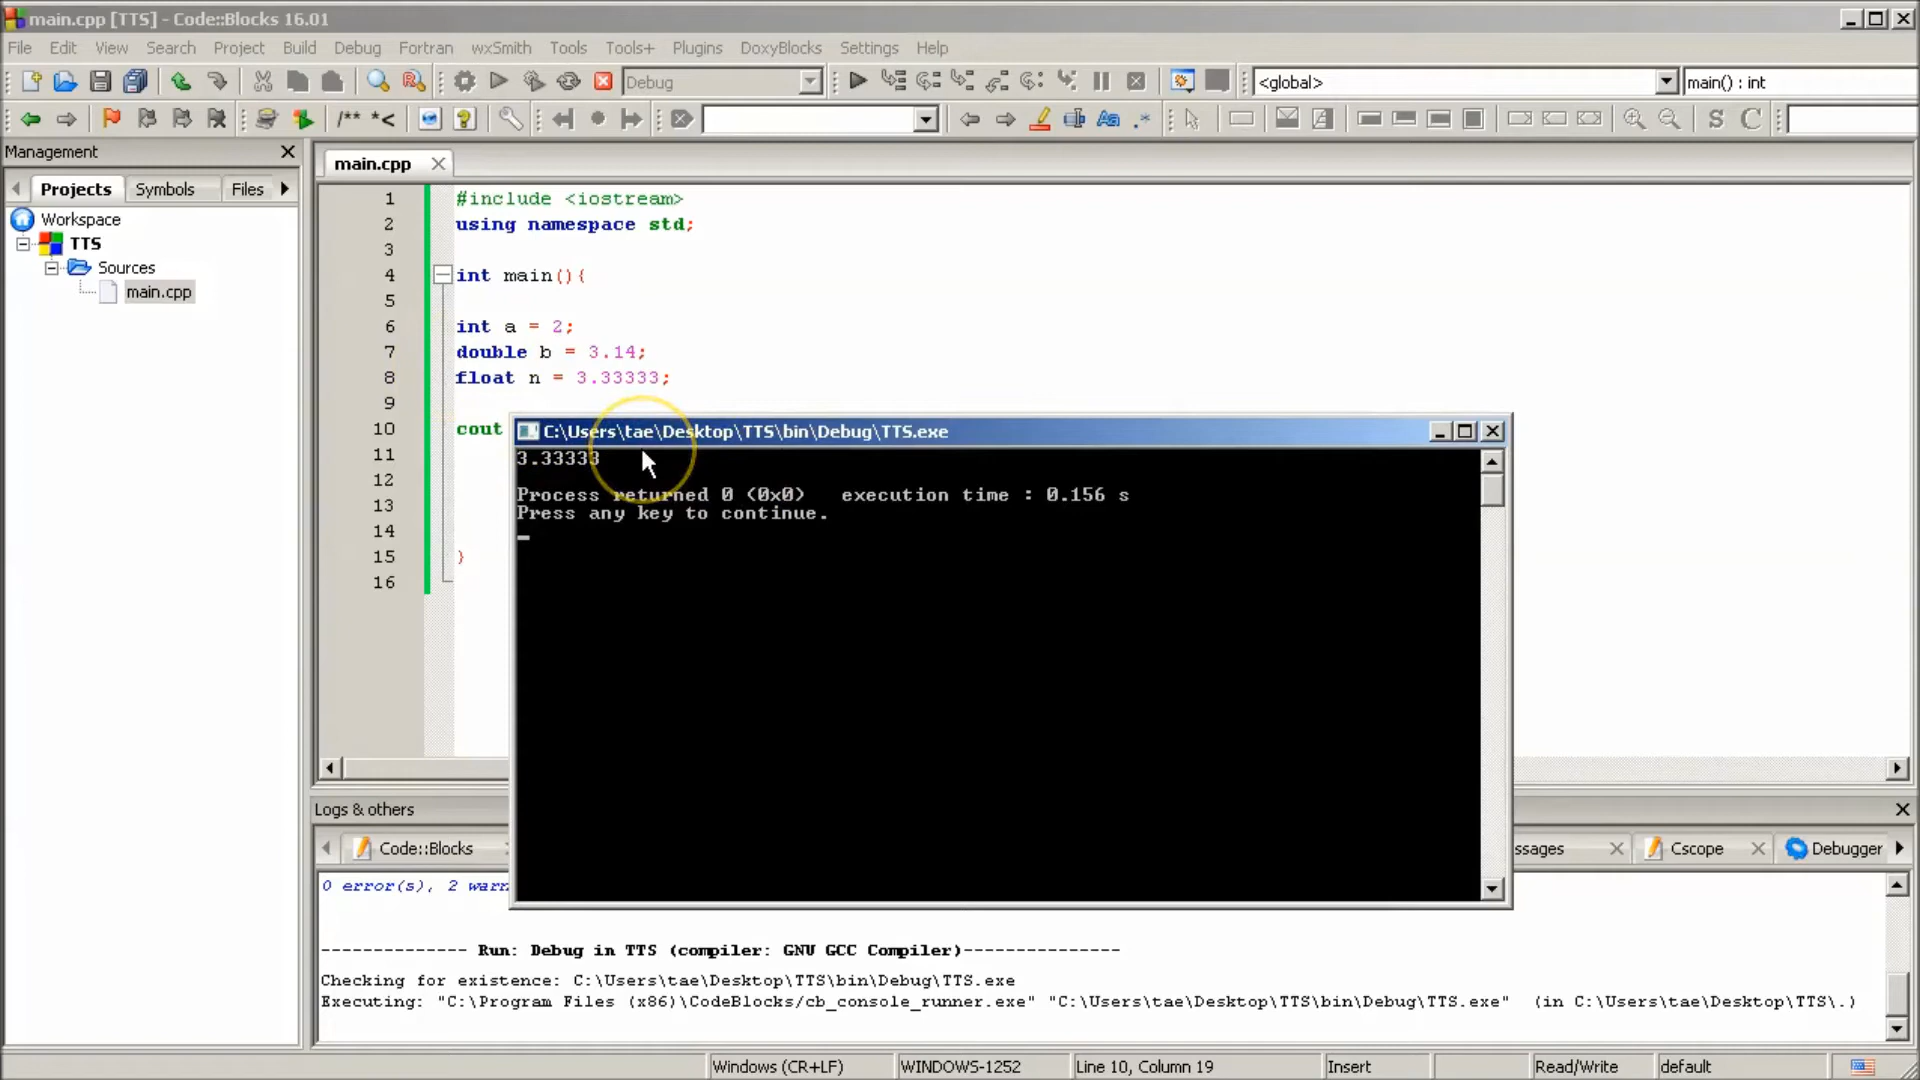 main.cpp [TTS] - Code::Blocks 16.01
File Edit View Search Project Build Debug Fortran wxSmith Tools Tools+ Plugins DoxyBlocks Settings Help
Debug <global> main() : int
/** *<
S C
Management
main.cpp
Projects Symbols Files
Workspace
TTS
Sources
main.cpp
1 #include <iostream>
2 using namespace std;
3
4 int main(){
5
6 int a = 2;
7 double b = 3.14;
8 float n = 3.33333;
9
10 cout
11
12
13
14
15 }
16
C:\Users\tae\Desktop\TTS\bin\Debug\TTS.exe
3.33333
Process returned 0 (0x0) execution time : 0.156 s
Press any key to continue.
Logs & others
Code::Blocks ssages Cscope Debugger
0 error(s), 2 warn
-------------- Run: Debug in TTS (compiler: GNU GCC Compiler)---------------
Checking for existence: C:\Users\tae\Desktop\TTS\bin\Debug\TTS.exe
Executing: "C:\Program Files (x86)\CodeBlocks/cb_console_runner.exe" "C:\Users\tae\Desktop\TTS\bin\Debug\TTS.exe" (in C:\Users\tae\Desktop\TTS\.)
Windows (CR+LF) WINDOWS-1252 Line 10, Column 19 Insert Read/Write default